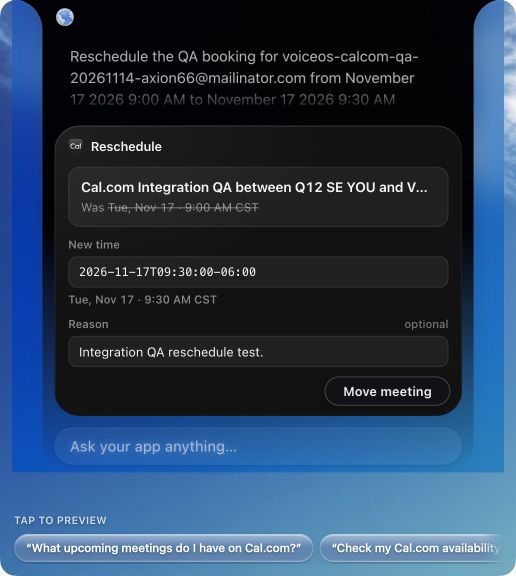 Reschedule the QA booking for voiceos-calcom-qa-
20261114-axion66@mailinator.com from November
17 2026 9:00 AM to November 17 2026 9:30 AM
Cal Reschedule
Cal.com Integration QA between Q12 SE YOU and V...
Was Tue, Nov 17 · 9:00 AM CST
New time
2026-11-17T09:30:00-06:00
Tue, Nov 17 · 9:30 AM CST
Reason optional
Integration QA reschedule test.
Move meeting
Ask your app anything...
TAP TO PREVIEW
“What upcoming meetings do I have on Cal.com?” “Check my Cal.com availability